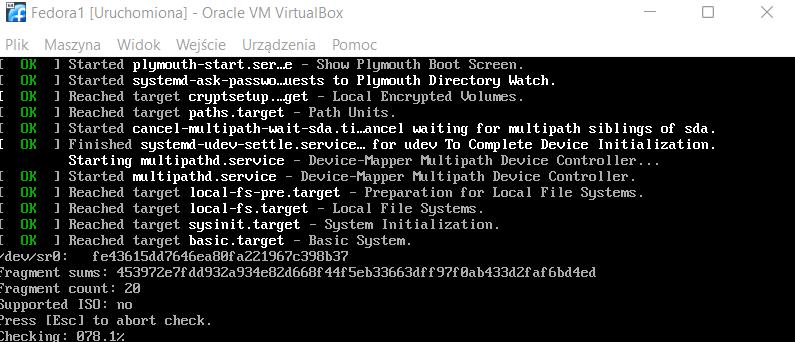 Fedora1 [Uruchomiona] - Oracle VM VirtualBox
Plik Maszyna Widok Wejście Urządzenia Pomoc
[ OK ] Started plymouth-start.ser…e - Show Plymouth Boot Screen.
[ OK ] Started systemd-ask-passwo…uests to Plymouth Directory Watch.
[ OK ] Reached target cryptsetup.…get - Local Encrypted Volumes.
[ OK ] Reached target paths.target - Path Units.
[ OK ] Started cancel-multipath-wait-sda.ti…ancel waiting for multipath siblings of sda.
[ OK ] Finished systemd-udev-settle.service… for udev To Complete Device Initialization.
Starting multipathd.service - Device-Mapper Multipath Device Controller...
[ OK ] Started multipathd.service - Device-Mapper Multipath Device Controller.
[ OK ] Reached target local-fs-pre.target - Preparation for Local File Systems.
[ OK ] Reached target local-fs.target - Local File Systems.
[ OK ] Reached target sysinit.target - System Initialization.
[ OK ] Reached target basic.target - Basic System.
/dev/sr0: fe43615dd7646ea80fa221967c398b37
Fragment sums: 453972e7fdd932a934e82d668f44f5eb33663dff97f0ab433d2faf6bd4ed
Fragment count: 20
Supported ISO: no
Press [Esc] to abort check.
Checking: 078.1%